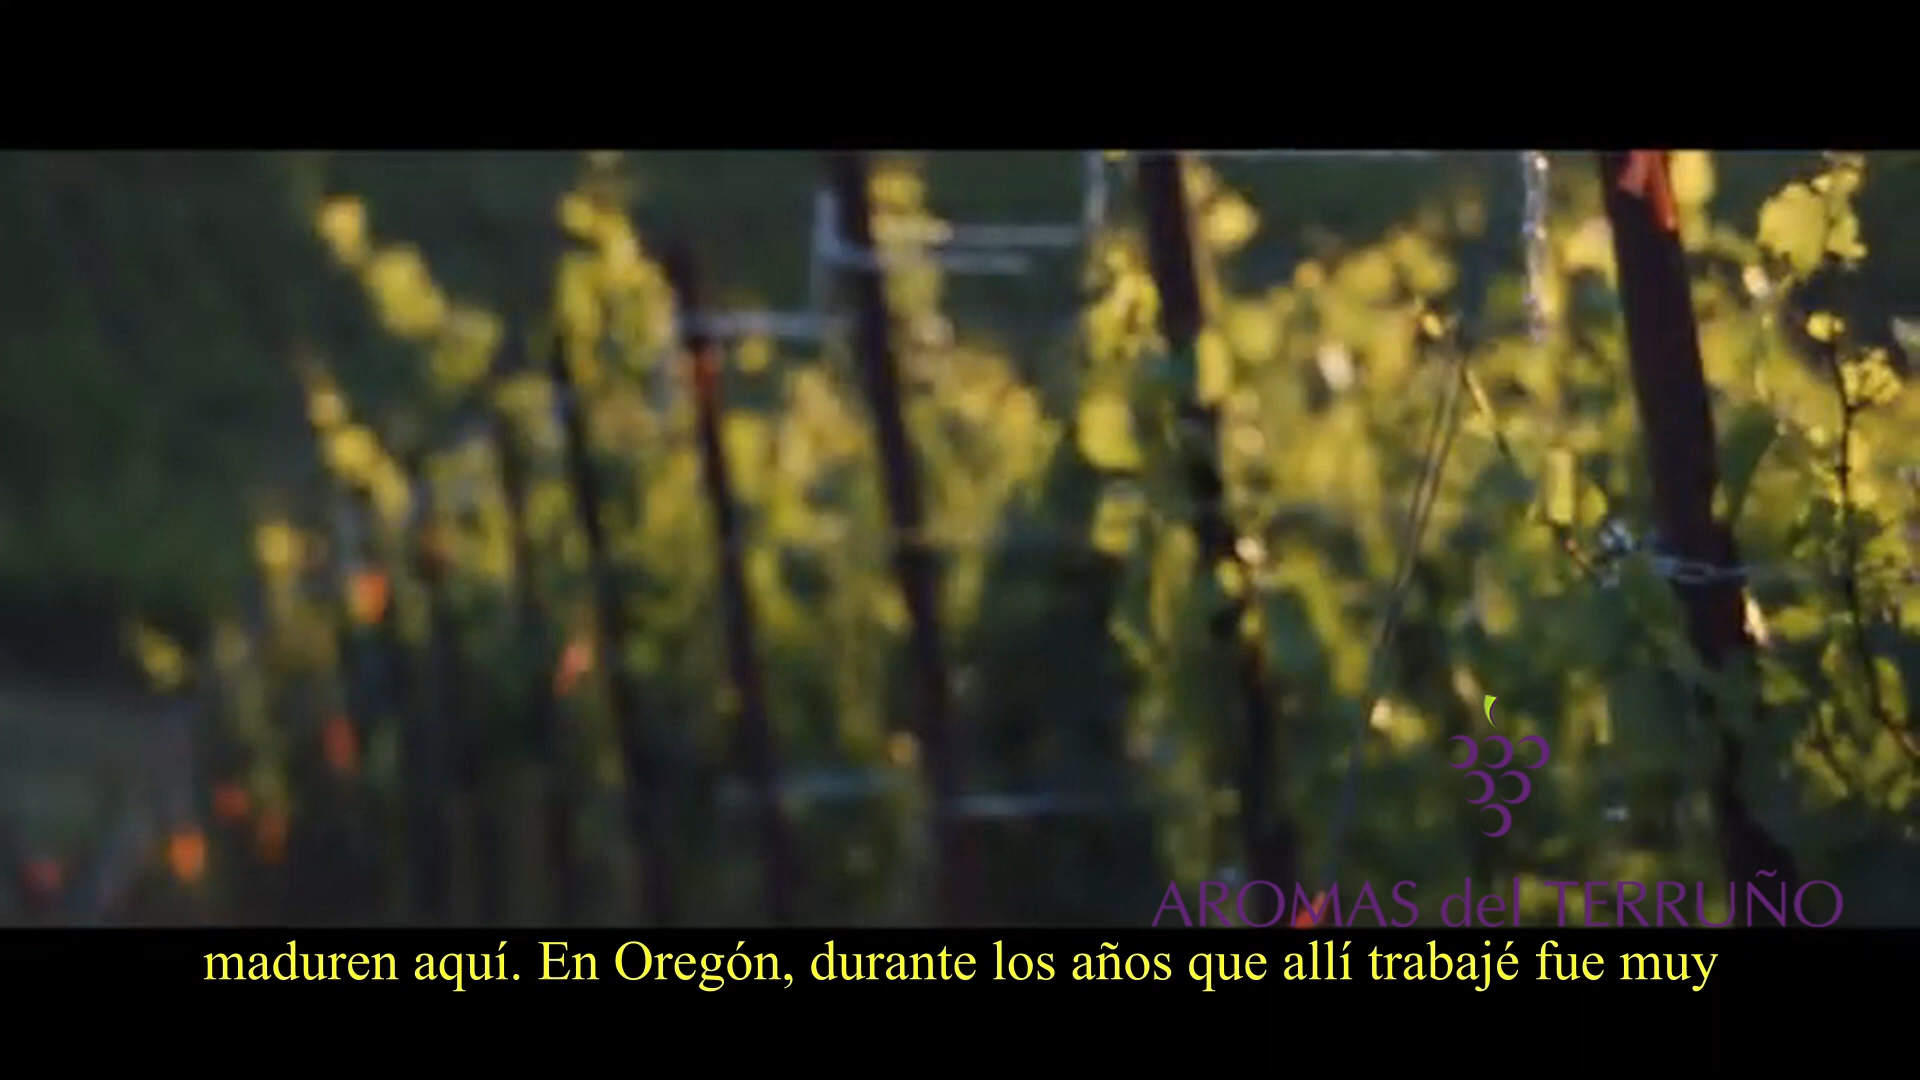 AROMAS del TERRUÑO
maduren aquí. En Oregón, durante los años que allí trabajé fue muy